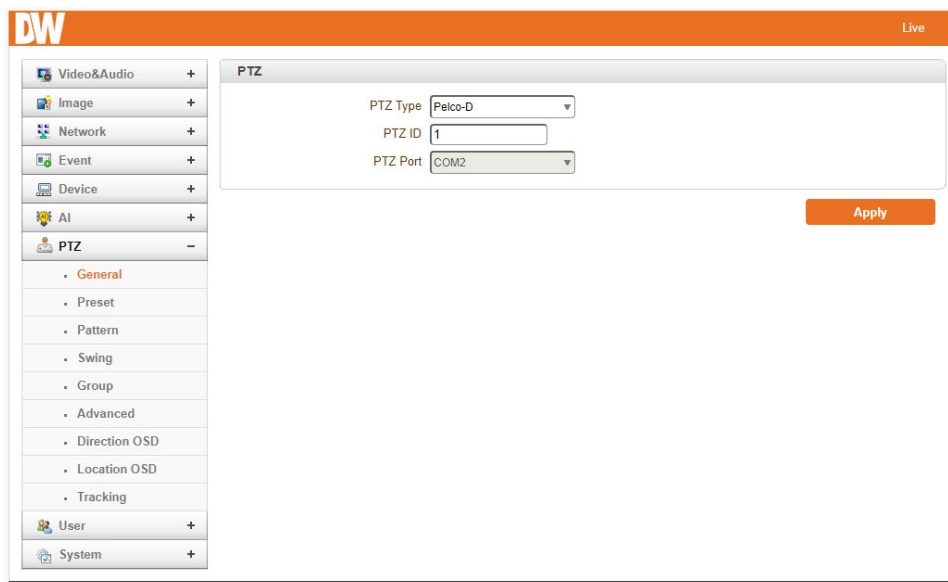 DW
Live
Video&Audio +
Image +
Network +
Event +
Device +
AI +
PTZ -
General
Preset
Pattern
Swing
Group
Advanced
Direction OSD
Location OSD
Tracking
User +
System +
PTZ
PTZ Type Pelco-D
PTZ ID 1
PTZ Port COM2
Apply